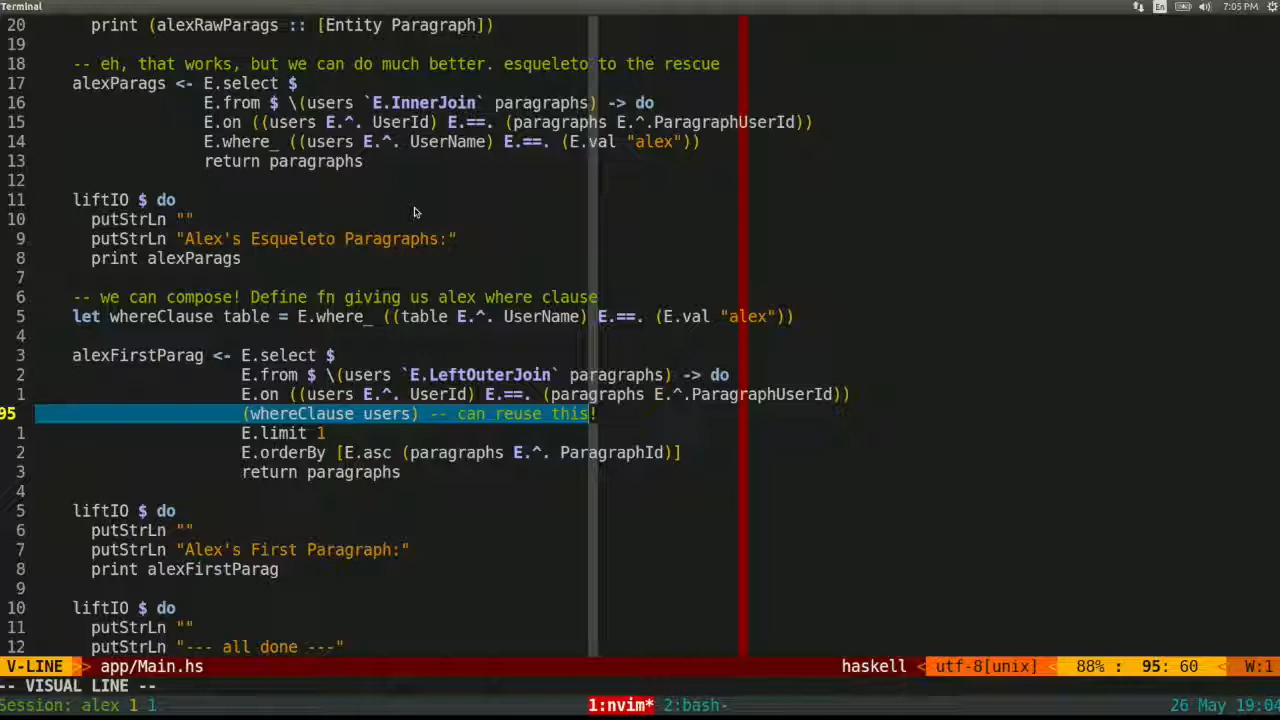 Terminal
En
7:05 PM
20 print (alexRawParags :: [Entity Paragraph])
19
18 -- eh, that works, but we can do much better. esqueleto to the rescue
17 alexParags <- E.select $
16 E.from $ \(users `E.InnerJoin` paragraphs) -> do
15 E.on ((users E.^. UserId) E.==. (paragraphs E.^.ParagraphUserId))
14 E.where_ ((users E.^. UserName) E.==. (E.val "alex"))
13 return paragraphs
12
11 liftIO $ do
10 putStrLn ""
9 putStrLn "Alex's Esqueleto Paragraphs:"
8 print alexParags
7
6 -- we can compose! Define fn giving us alex where clause
5 let whereClause table = E.where_ ((table E.^. UserName) E.==. (E.val "alex"))
4
3 alexFirstParag <- E.select $
2 E.from $ \(users `E.LeftOuterJoin` paragraphs) -> do
1 E.on ((users E.^. UserId) E.==. (paragraphs E.^.ParagraphUserId))
95 (whereClause users) -- can reuse this!
1 E.limit 1
2 E.orderBy [E.asc (paragraphs E.^. ParagraphId)]
3 return paragraphs
4
5 liftIO $ do
6 putStrLn ""
7 putStrLn "Alex's First Paragraph:"
8 print alexFirstParag
9
10 liftIO $ do
11 putStrLn ""
12 putStrLn "--- all done ---"
V-LINE >> app/Main.hs haskell < utf-8[unix] < 88% : 95: 60 < W:1
-- VISUAL LINE --
Session: alex 1 1 1:nvim* 2:bash- 26 May 19:04